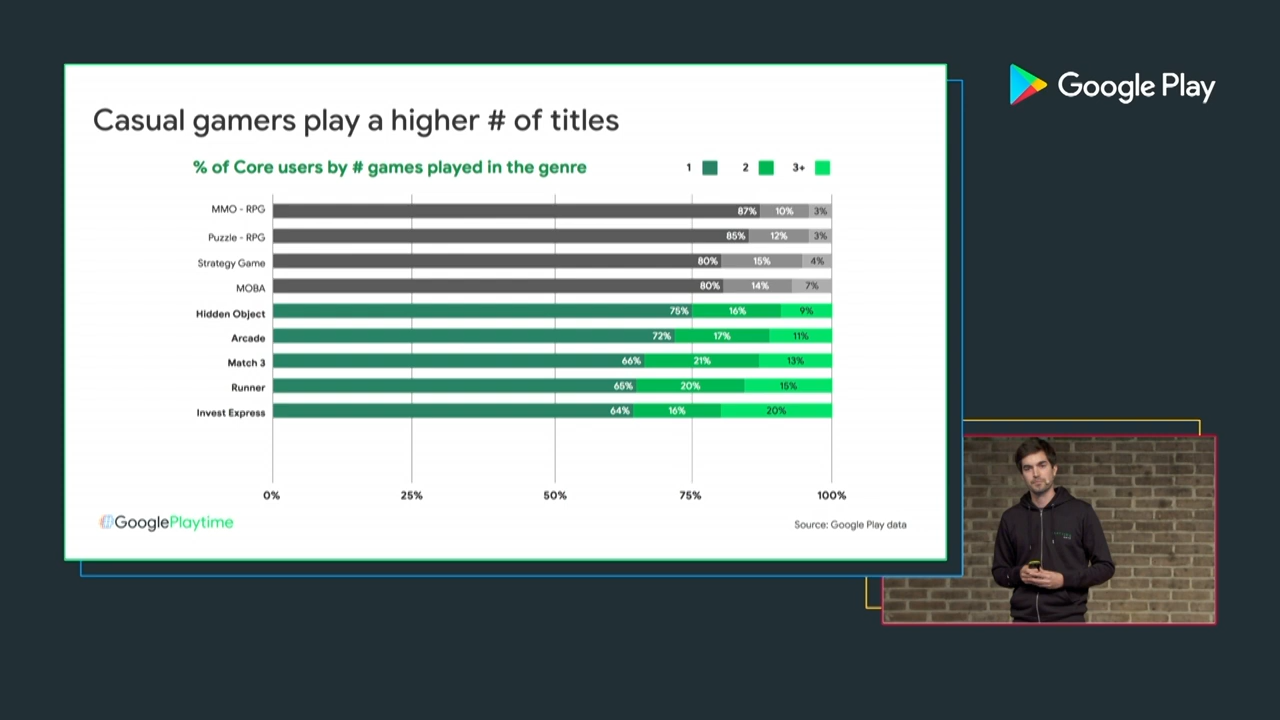 Google Play
Casual gamers play a higher # of titles
% of Core users by # games played in the genre
1 2 3+
MMO - RPG 87% 10% 3%
Puzzle - RPG 85% 12% 3%
Strategy Game 80% 15% 4%
MOBA 80% 14% 7%
Hidden Object 75% 16% 9%
Arcade 72% 17% 11%
Match 3 66% 21% 13%
Runner 65% 20% 15%
Invest Express 64% 16% 20%
0% 25% 50% 75% 100%
#GooglePlaytime
Source: Google Play data